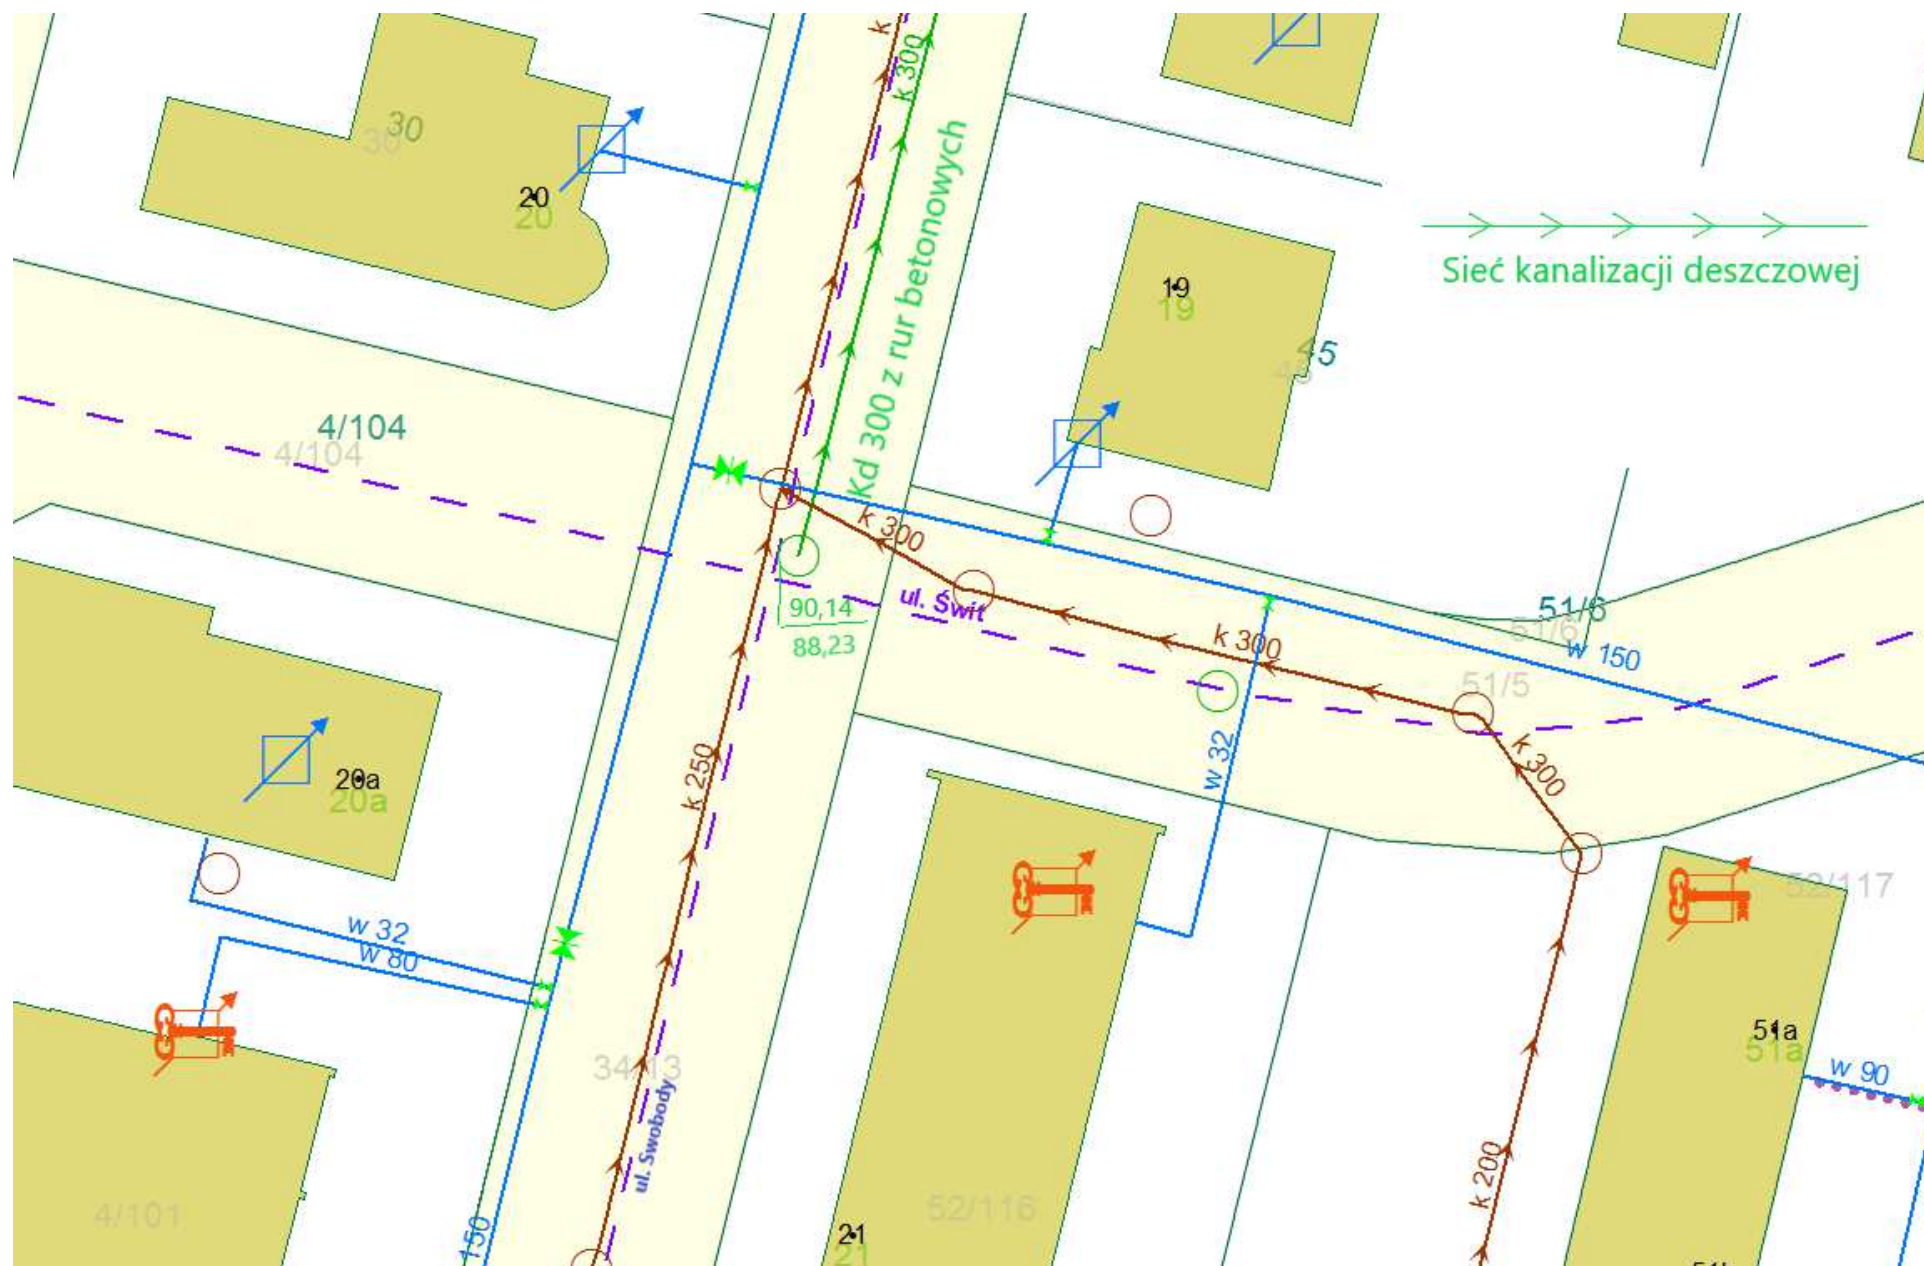 k
k 300
30
30
20
20
Kd 300 z rur betonowych
Sieć kanalizacji deszczowej
19
19
45
45
4/104
4/104
k 300
ul. Świt
90,14
88,23
k 300
51/6
51/6
w 150
51/5
k 300
w 32
k 250
20a
20a
52/117
w 32
w 80
34/13
ul. Swobody
51a
51a
w 90
k 200
4/101
52/116
21
21
150